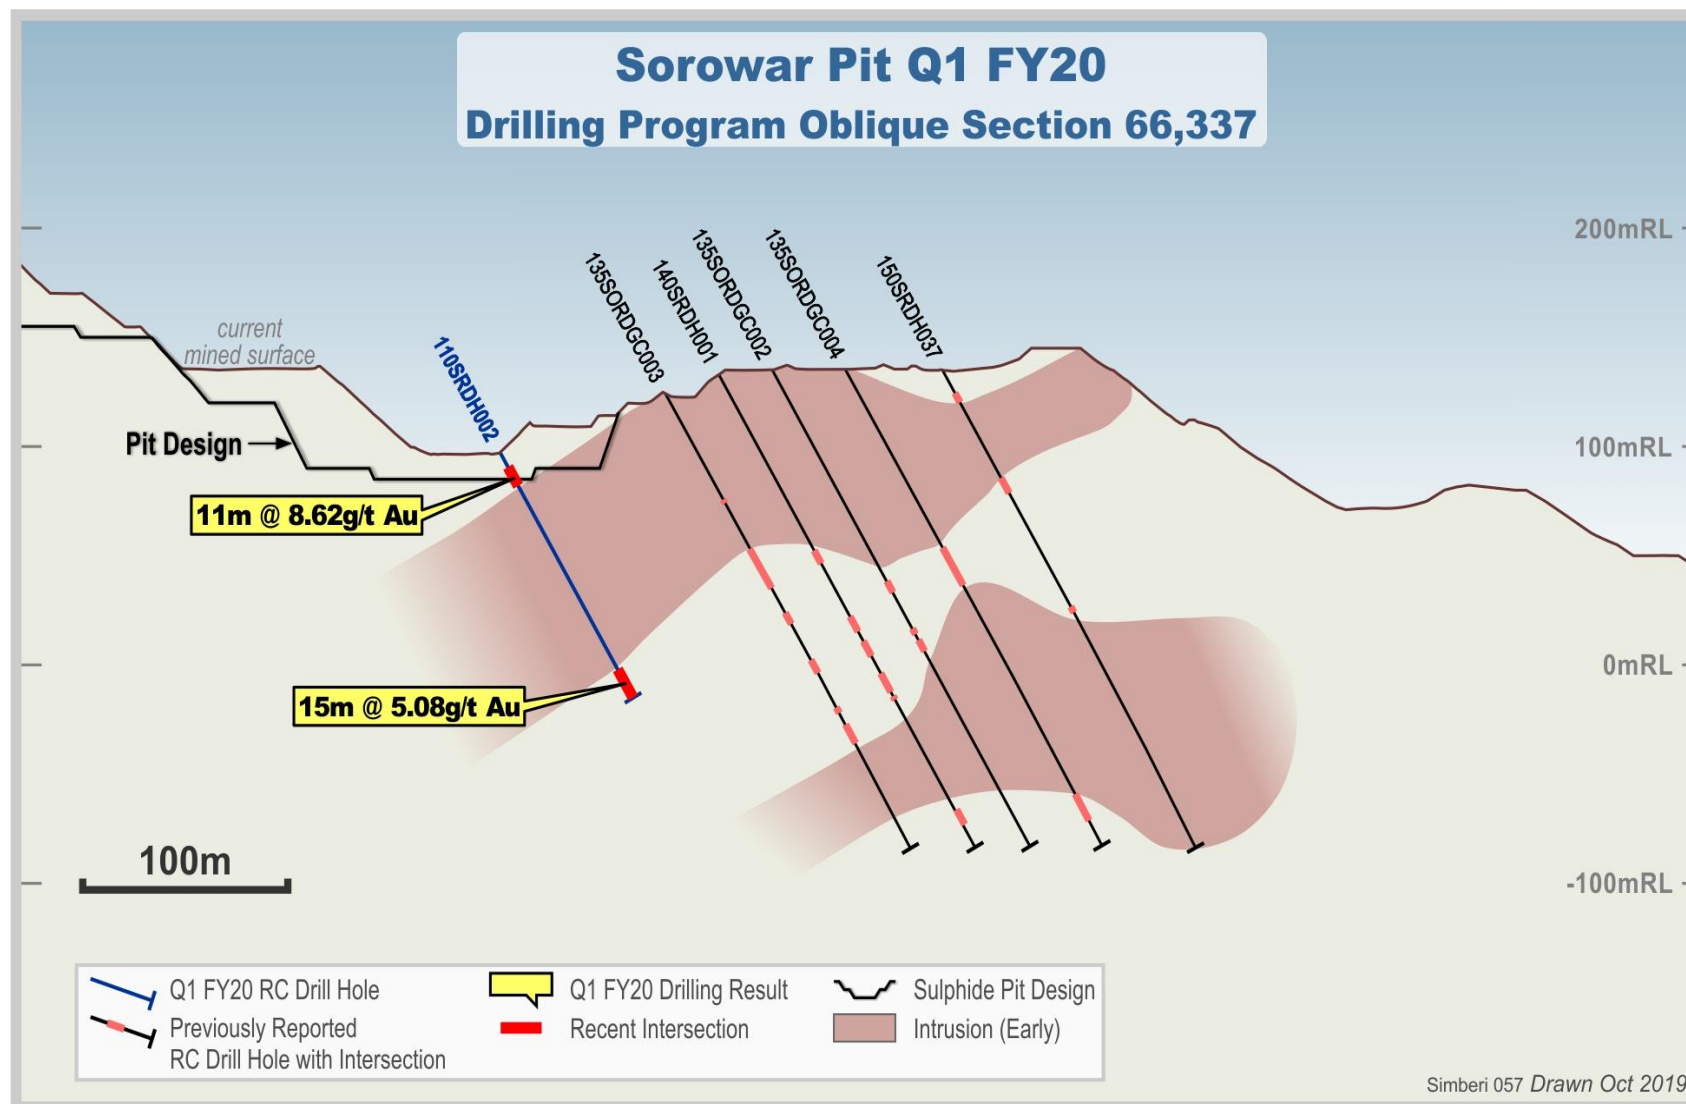 Sorowar Pit Q1 FY20
Drilling Program Oblique Section 66,337
200mRL
135SORDGC003
140SRDH001
135SORDGC002
135SORDGC004
150SRDH037
current
mined surface
110SRDH002
Pit Design
100mRL
11m @ 8.62g/t Au
0mRL
15m @ 5.08g/t Au
100m
-100mRL
Q1 FY20 RC Drill Hole
Q1 FY20 Drilling Result
Sulphide Pit Design
Previously Reported
RC Drill Hole with Intersection
Recent Intersection
Intrusion (Early)
Simberi 057 Drawn Oct 2019